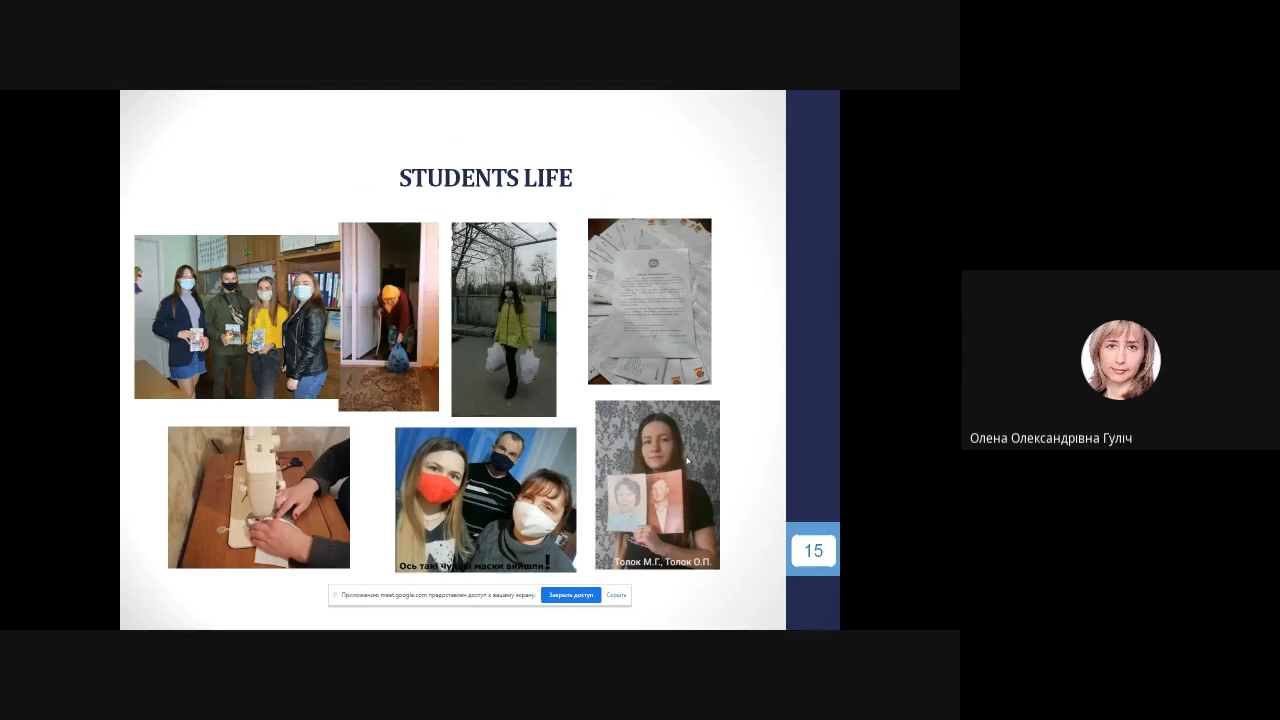 STUDENTS LIFE
Ось такі чудові маски вийшли!
Толок М.Г., Толок О.П.
15
Приложению meet.google.com предоставлен доступ к вашему экрану.
Закрыть доступ
Скрыть
Олена Олександрівна Гуліч